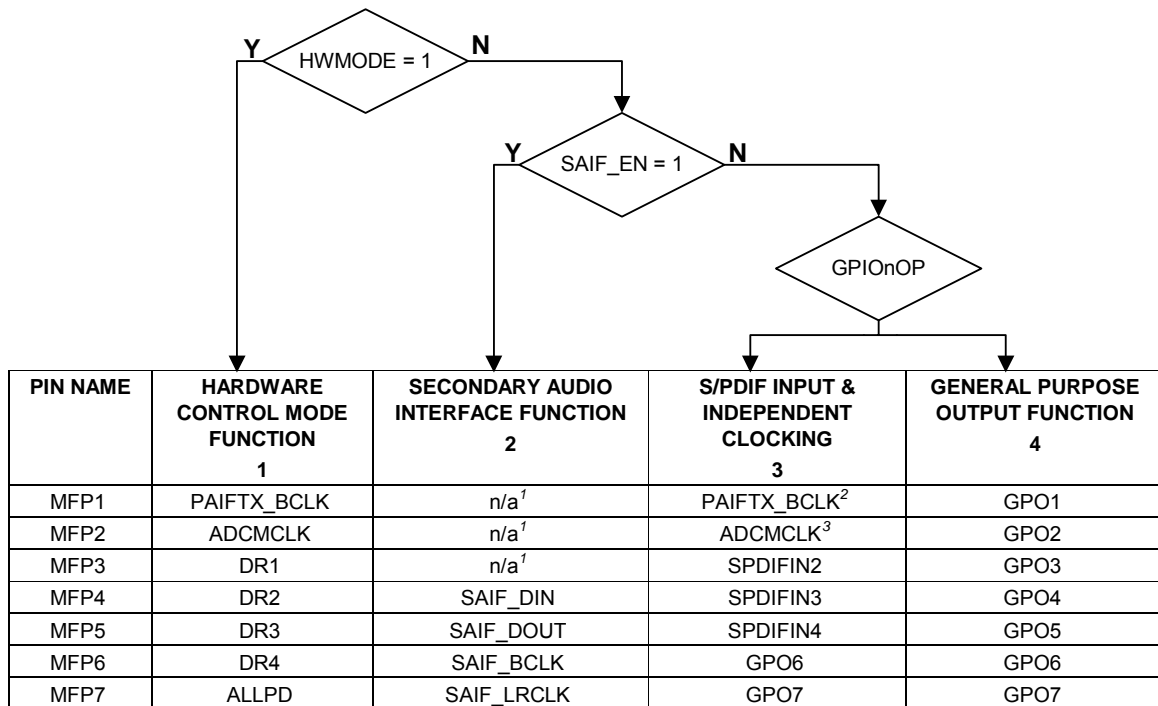 Y
HWMODE = 1
N
Y
SAIF_EN = 1
N
GPIOnOP
PIN NAME
HARDWARE
CONTROL MODE
FUNCTION
1
SECONDARY AUDIO
INTERFACE FUNCTION
2
S/PDIF INPUT &
INDEPENDENT
CLOCKING
3
GENERAL PURPOSE
OUTPUT FUNCTION
4
MFP1 PAIFTX_BCLK n/a¹ PAIFTX_BCLK² GPO1
MFP2 ADCMCLK n/a¹ ADCMCLK³ GPO2
MFP3 DR1 n/a¹ SPDIFIN2 GPO3
MFP4 DR2 SAIF_DIN SPDIFIN3 GPO4
MFP5 DR3 SAIF_DOUT SPDIFIN4 GPO5
MFP6 DR4 SAIF_BCLK GPO6 GPO6
MFP7 ALLPD SAIF_LRCLK GPO7 GPO7